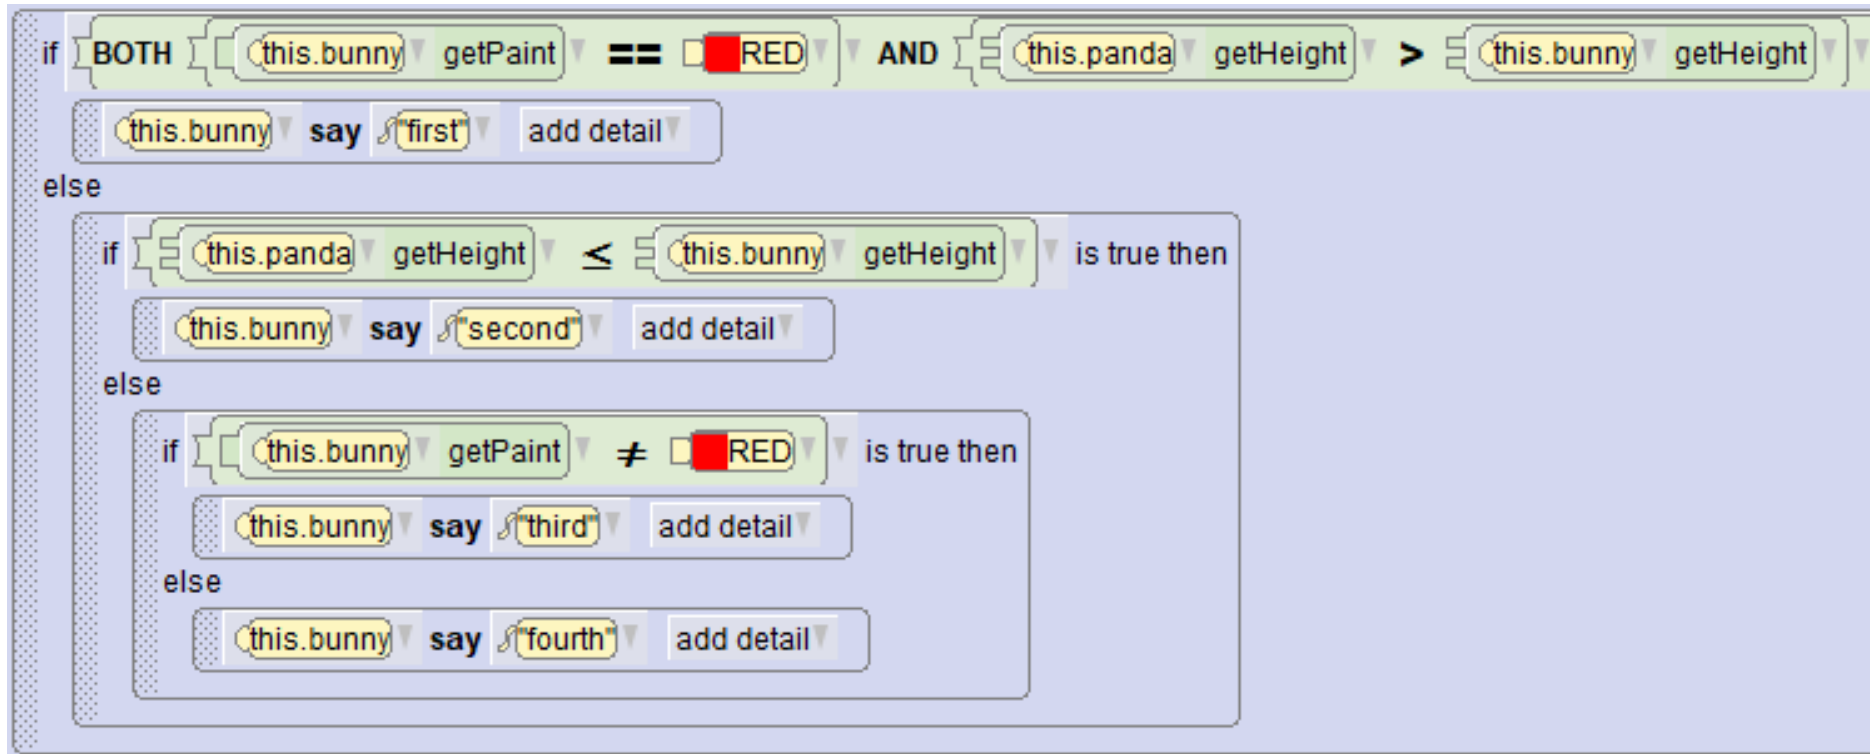 if BOTH this.bunny getPaint == RED AND this.panda getHeight > this.bunny getHeight
this.bunny say "first" add detail
else
if this.panda getHeight ≤ this.bunny getHeight is true then
this.bunny say "second" add detail
else
if this.bunny getPaint ≠ RED is true then
this.bunny say "third" add detail
else
this.bunny say "fourth" add detail